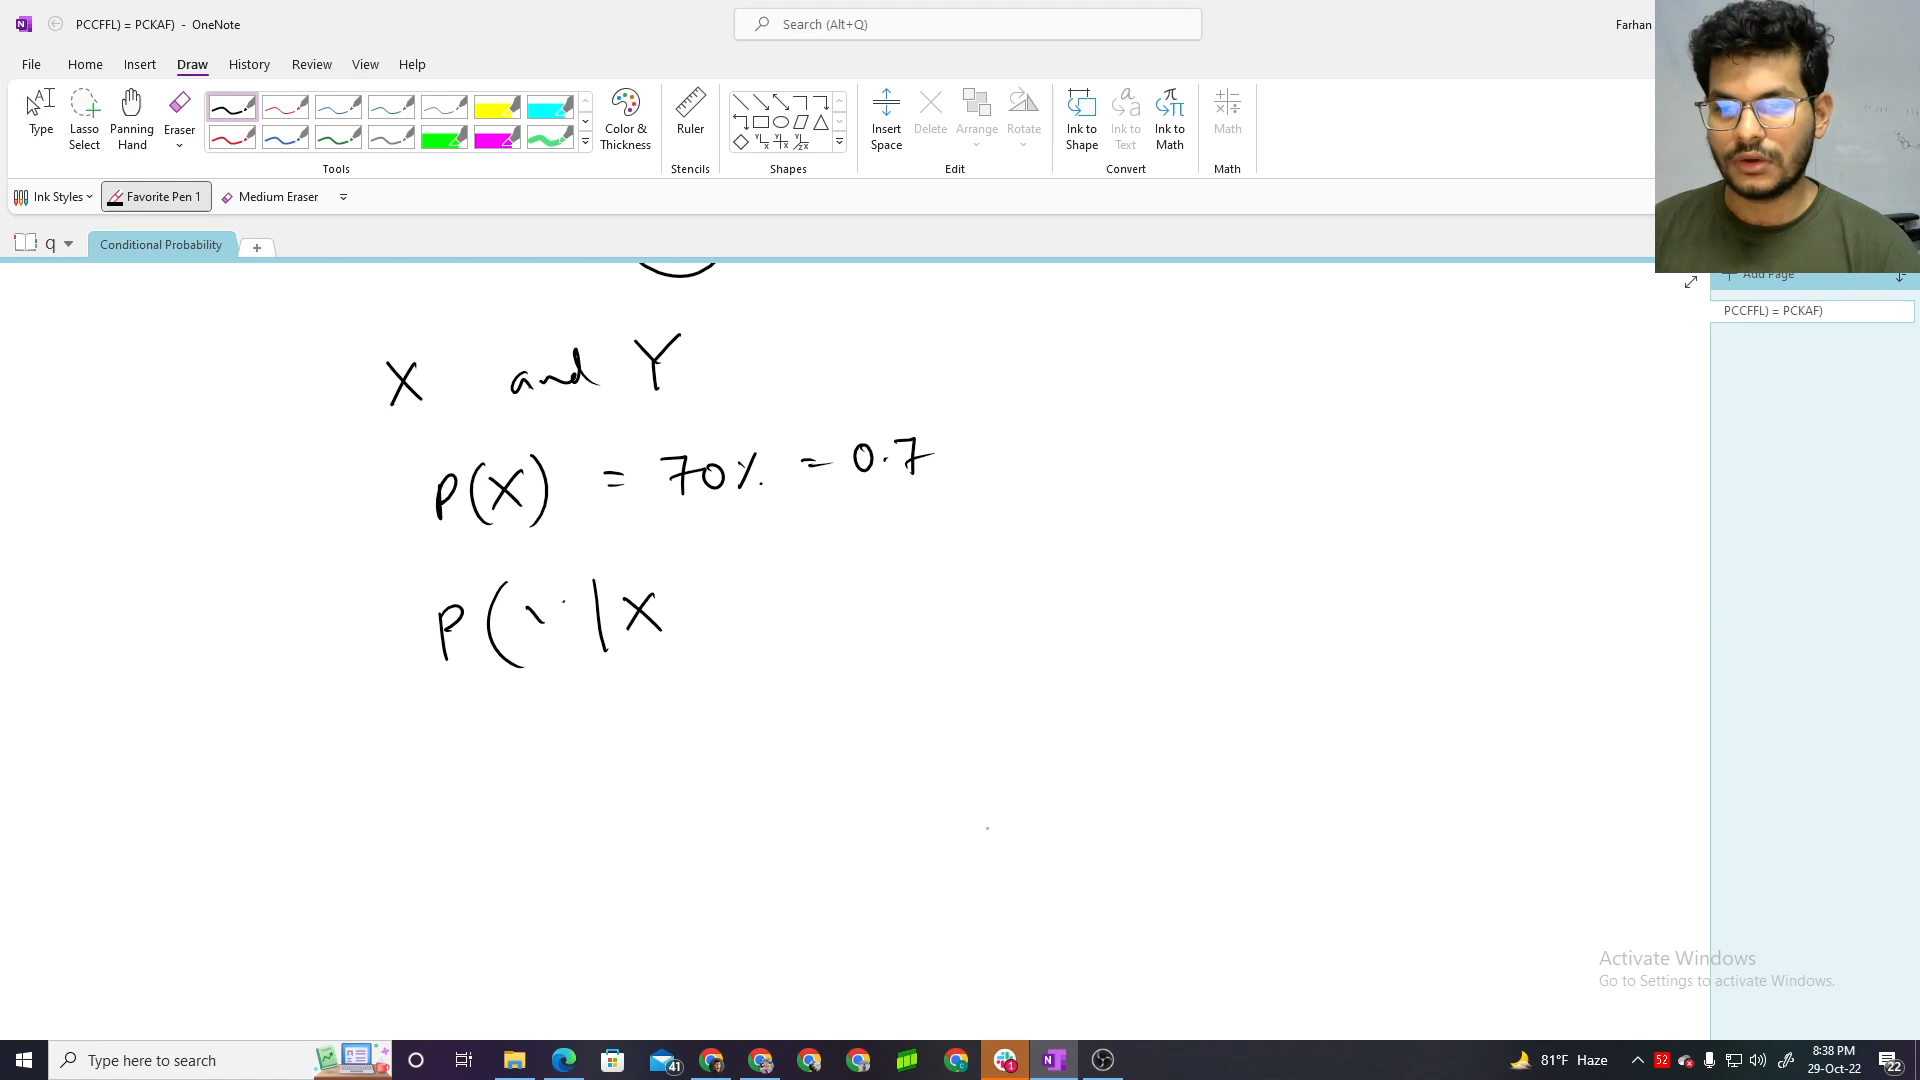 PCCFFL) = PCKAF) - OneNote
Search (Alt+Q)
Farhan
File Home Insert Draw History Review View Help
Type
Lasso Select
Panning Hand
Eraser
Color & Thickness
Ruler
Insert Space
Delete
Arrange
Rotate
Ink to Shape
Ink to Text
Ink to Math
Math
Tools Stencils Shapes Edit Convert Math
Ink Styles Favorite Pen 1 Medium Eraser
q Conditional Probability
Add Page
PCCFFL) = PCKAF)
X and Y
P(X) = 70% = 0.7
P( | X
Activate Windows
Go to Settings to activate Windows.
Type here to search
41
1
81°F Haze
52
8:38 PM
29-Oct-22
22